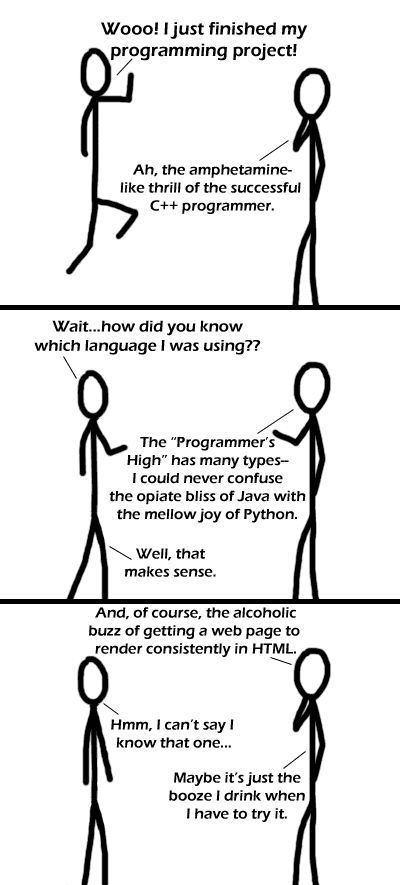 Wooo! I just finished my
programming project!
Ah, the amphetamine-
like thrill of the successful
C++ programmer.
Wait...how did you know
which language I was using??
The “Programmer’s
High” has many types--
I could never confuse
the opiate bliss of Java with
the mellow joy of Python.
Well, that
makes sense.
And, of course, the alcoholic
buzz of getting a web page to
render consistently in HTML.
Hmm, I can’t say I
know that one...
Maybe it’s just the
booze I drink when
I have to try it.